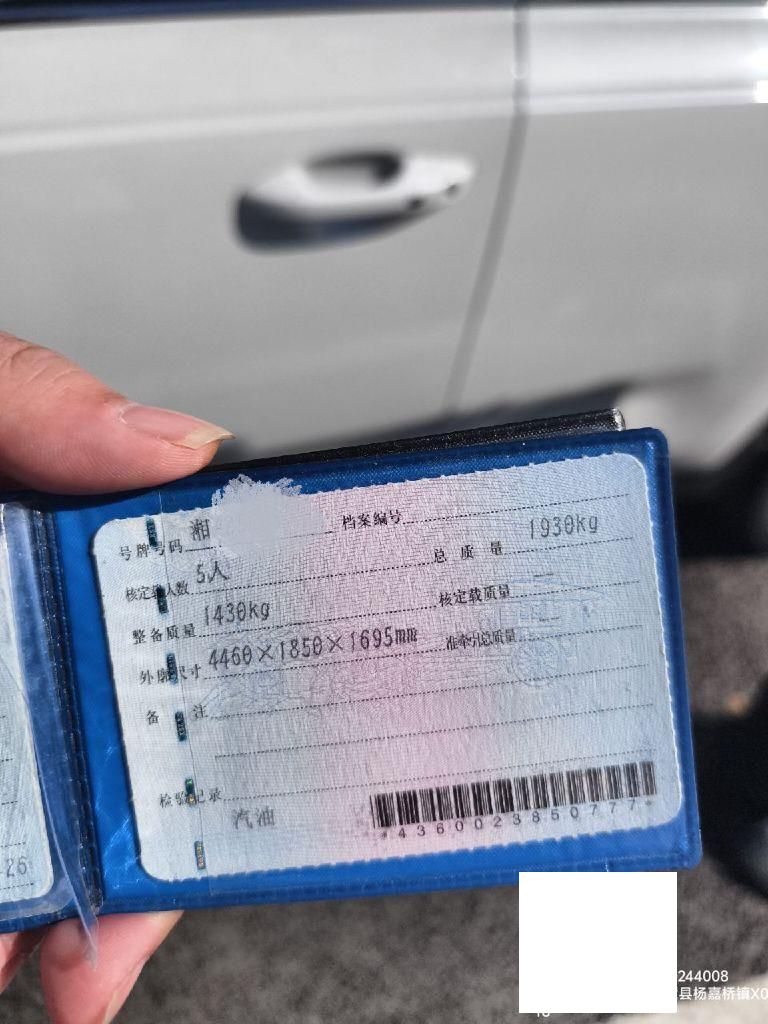 号牌号码 湘 档案编号
核定载人数 5人 总质量 1930kg
整备质量 1430kg 核定载质量 --
外廓尺寸 4460×1850×1695mm 准牵引总质量 --
备注
检验记录
汽油
*4360023850777*
26
244008
县杨嘉桥镇X0